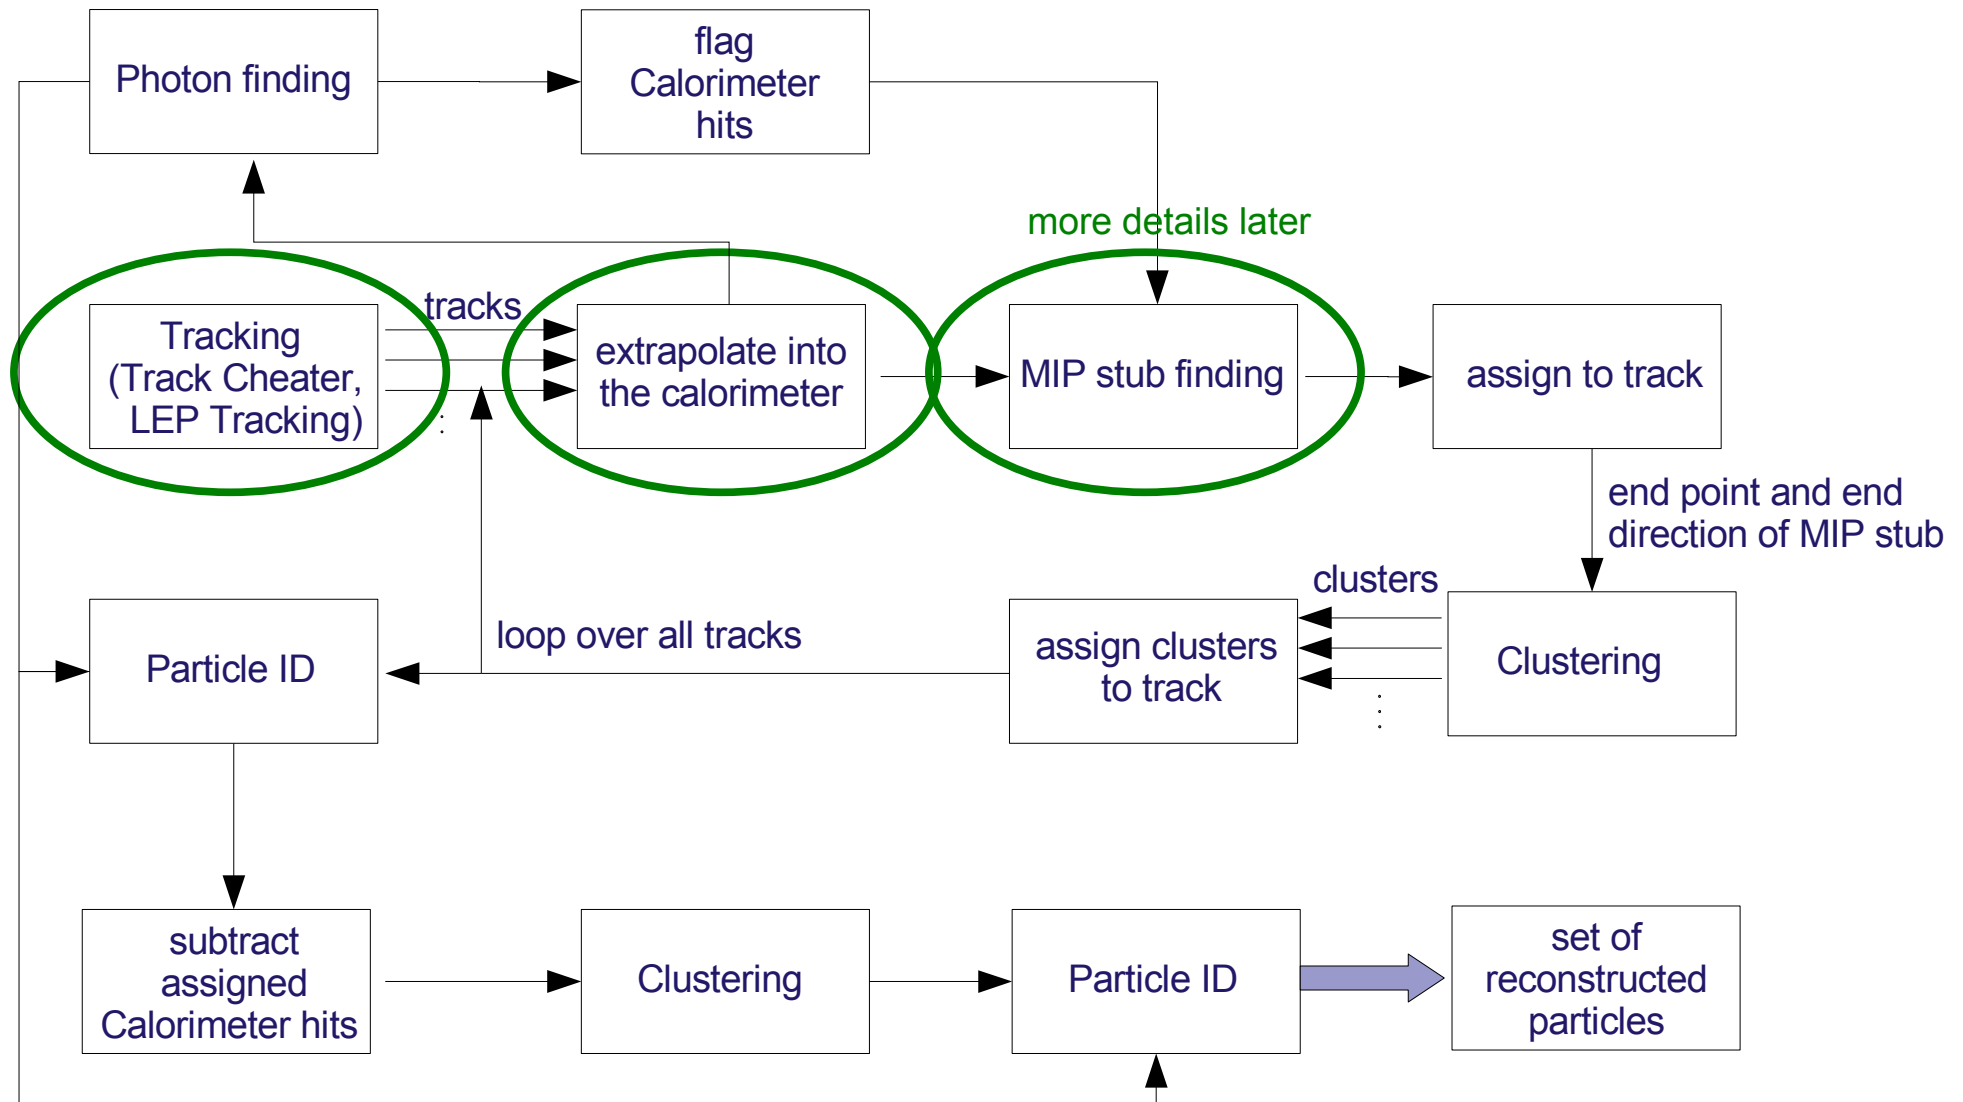 Photon finding
flag
Calorimeter
hits
more details later
Tracking
(Track Cheater,
LEP Tracking)
tracks
extrapolate into
the calorimeter
MIP stub finding
assign to track
end point and end
direction of MIP stub
clusters
Clustering
assign clusters
to track
loop over all tracks
Particle ID
subtract
assigned
Calorimeter hits
Clustering
Particle ID
set of
reconstructed
particles